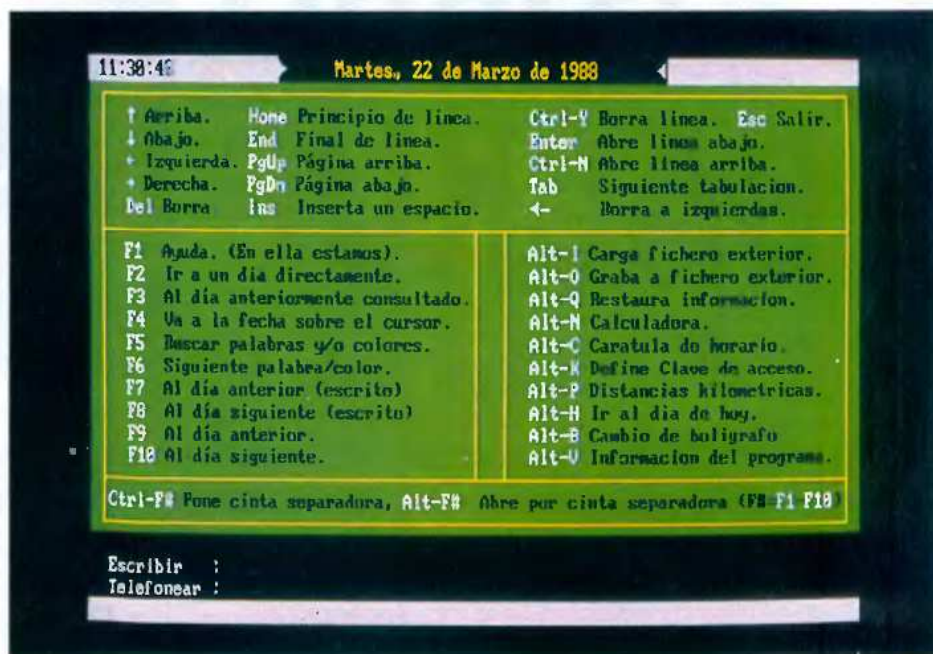 11:30:4
Martes, 22 de Marzo de 1988
↑ Arriba. Home Principio de linea. Ctrl-Y Borra linea. Esc Salir.
↓ Abajo. End Final de linea. Enter Abre linea abajo.
← Izquierda. PgUp Página arriba. Ctrl-N Abre linea arriba.
→ Derecha. PgDn Página abajo. Tab Siguiente tabulacion.
Del Borra Ins Inserta un espacio. ◄– Borra a izquierdas.
F1 Ayuda. (En ella estamos).
F2 Ir a un dia directamente.
F3 Al día anteriormente consultado.
F4 Va a la fecha sobre el cursor.
F5 Buscar palabras y/o colores.
F6 Siguiente palabra/color.
F7 Al día anterior (escrito)
F8 Al día siguiente (escrito)
F9 Al día anterior.
F10 Al día siguiente.
Alt-I Carga fichero exterior.
Alt-O Graba a fichero exterior.
Alt-Q Restaura informacion.
Alt-N Calculadora.
Alt-C Caratula de horario.
Alt-K Define Clave de acceso.
Alt-P Distancias kilometricas.
Alt-H Ir al dia de hoy.
Alt-B Cambio de boligrafo
Alt-V Informacion del programa.
Ctrl-F# Pone cinta separadora, Alt-F# Abre por cinta separadora (F#=F1 F10)
Escribir :
Telefonear :